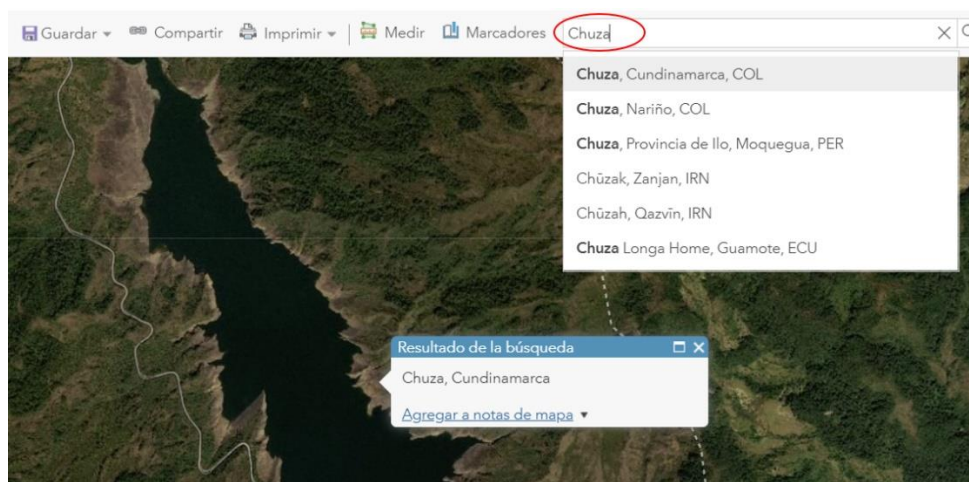 Guardar Compartir Imprimir Medir Marcadores Chuza
Chuza, Cundinamarca, COL
Chuza, Nariño, COL
Chuza, Provincia de Ilo, Moquegua, PER
Chūzak, Zanjan, IRN
Chūzah, Qazvīn, IRN
Chuza Longa Home, Guamote, ECU
Resultado de la búsqueda
Chuza, Cundinamarca
Agregar a notas de mapa